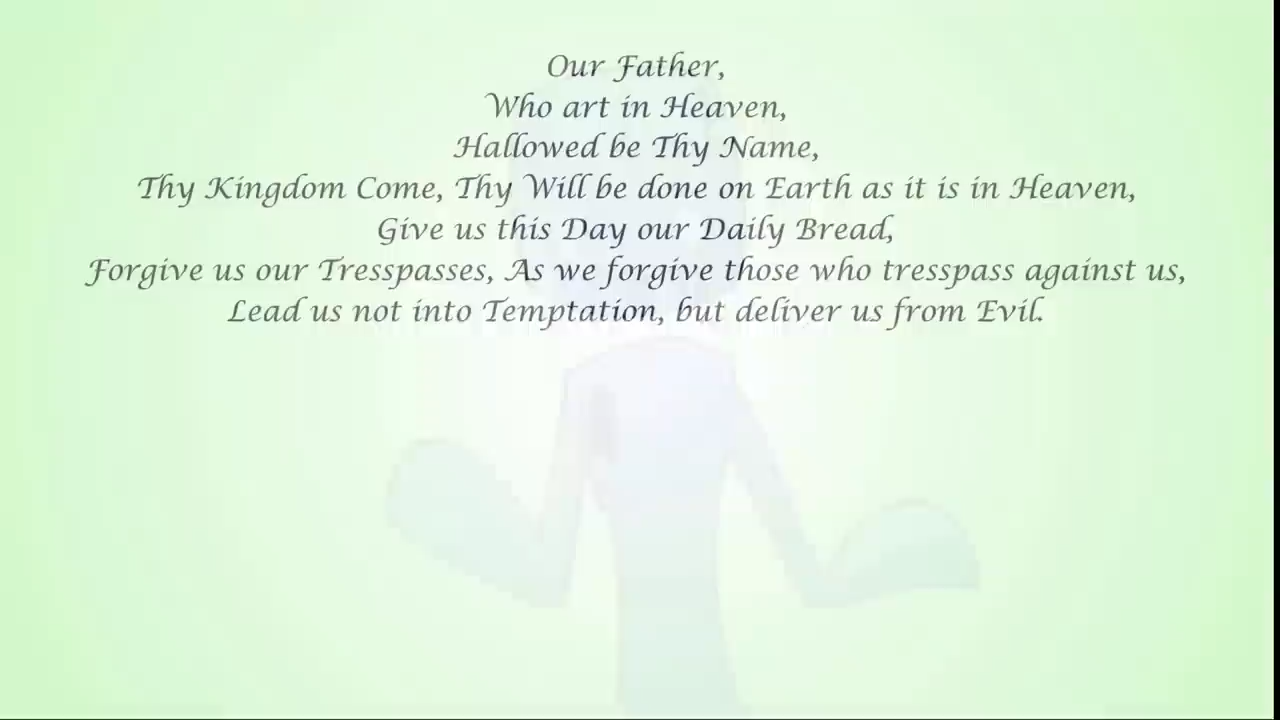 Our Father,
Who art in Heaven,
Hallowed be Thy Name,
Thy Kingdom Come, Thy Will be done on Earth as it is in Heaven,
Give us this Day our Daily Bread,
Forgive us our Tresspasses, As we forgive those who tresspass against us,
Lead us not into Temptation, but deliver us from Evil.